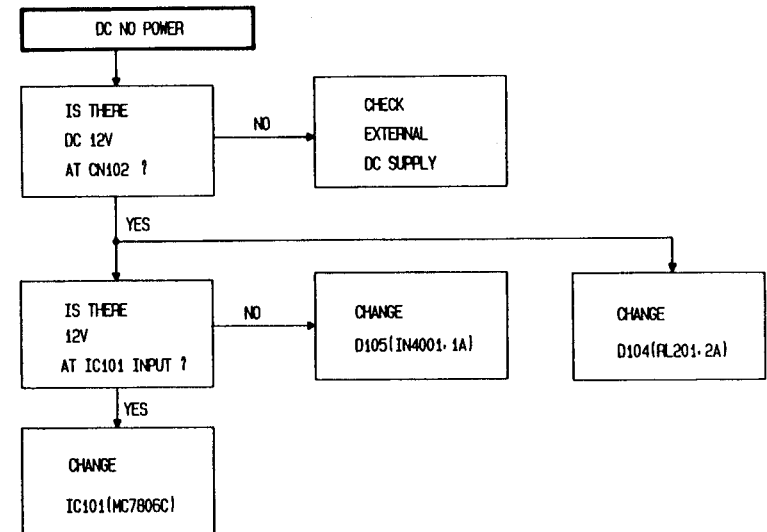 DC NO POWER
IS THERE
DC 12V
AT CN102 ?
NO
CHECK
EXTERNAL
DC SUPPLY
YES
IS THERE
12V
AT IC101 INPUT ?
NO
CHANGE
D105(IN4001, 1A)
CHANGE
D104(RL201, 2A)
YES
CHANGE
IC101(MC7806C)